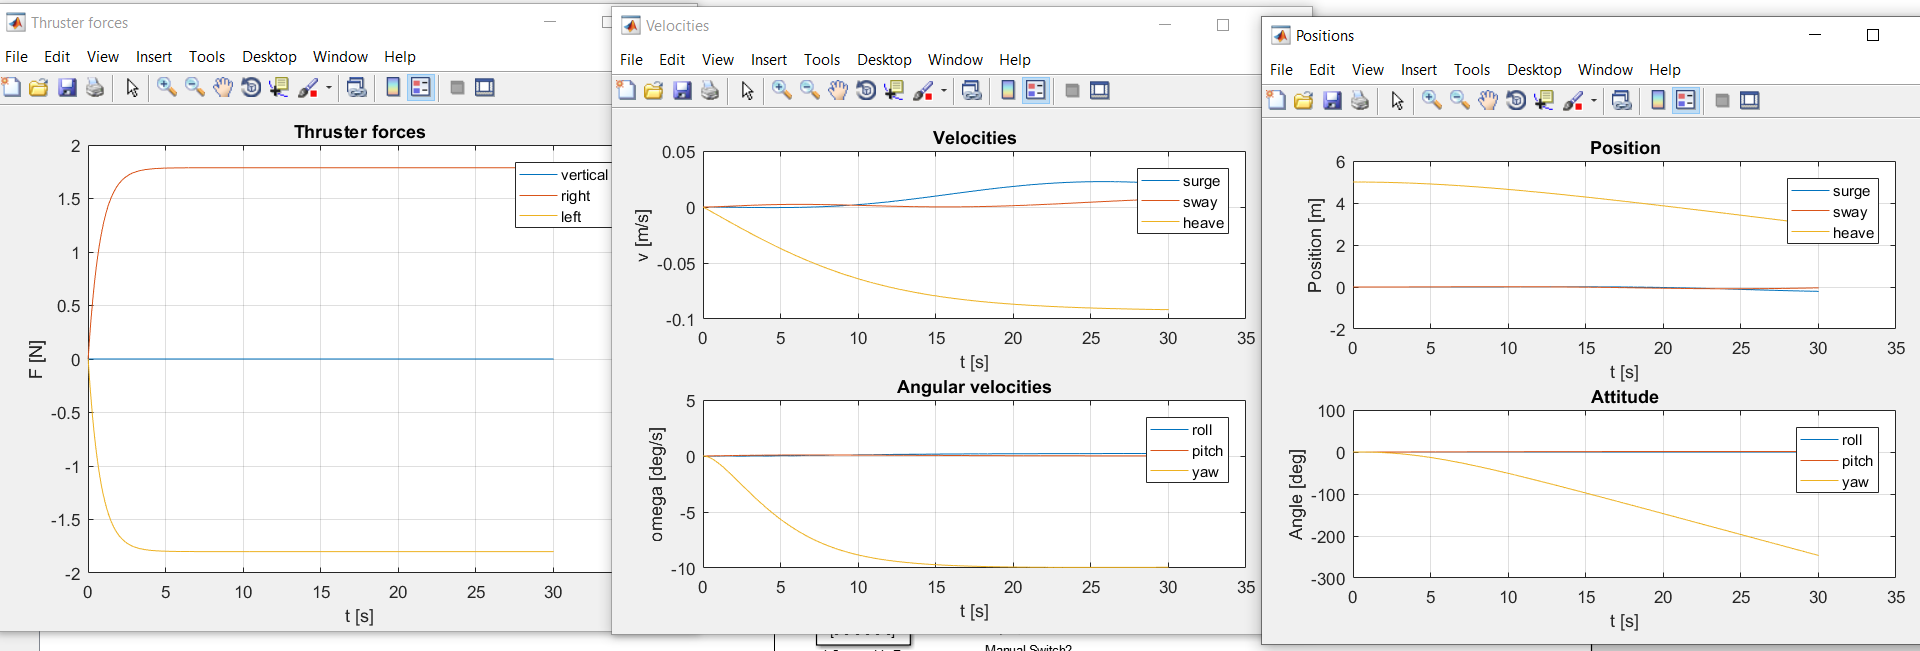 Thruster forces
File Edit View Insert Tools Desktop Window Help
Thruster forces
2
1.5
1
0.5
0
-0.5
-1
-1.5
-2
F [N]
0 5 10 15 20 25 30
t [s]
vertical
right
left
Velocities
File Edit View Insert Tools Desktop Window Help
Velocities
0.05
0
-0.05
-0.1
v [m/s]
0 5 10 15 20 25 30 35
t [s]
surge
sway
heave
Angular velocities
5
0
-5
-10
omega [deg/s]
0 5 10 15 20 25 30 35
t [s]
roll
pitch
yaw
Positions
File Edit View Insert Tools Desktop Window Help
Position
6
4
2
0
-2
Position [m]
0 5 10 15 20 25 30 35
t [s]
surge
sway
heave
Attitude
100
0
-100
-200
-300
Angle [deg]
0 5 10 15 20 25 30 35
t [s]
roll
pitch
yaw
Manual Switch2